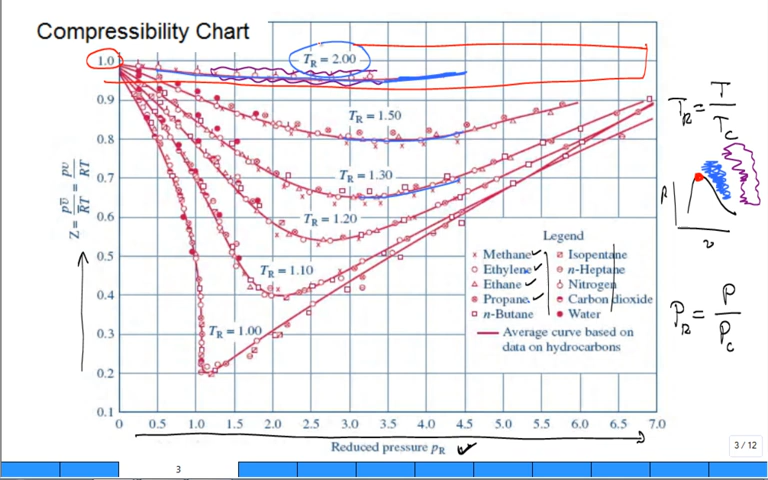 Compressibility Chart
1.0
0.9
0.8
0.7
0.6
0.5
0.4
0.3
0.2
0.1
Z = pv̅/R̅T = pv/RT
T_R = 2.00
T_R = 1.50
T_R = 1.30
T_R = 1.20
T_R = 1.10
T_R = 1.00
Legend
× Methane
Ethylene
Ethane
Propane
n-Butane
Isopentane
n-Heptane
Nitrogen
Carbon dioxide
Water
Average curve based on
data on hydrocarbons
0 0.5 1.0 1.5 2.0 2.5 3.0 3.5 4.0 4.5 5.0 5.5 6.0 6.5 7.0
Reduced pressure p_R
T_R = T/T_C
v
P_R = P/P_C
3 / 12
3